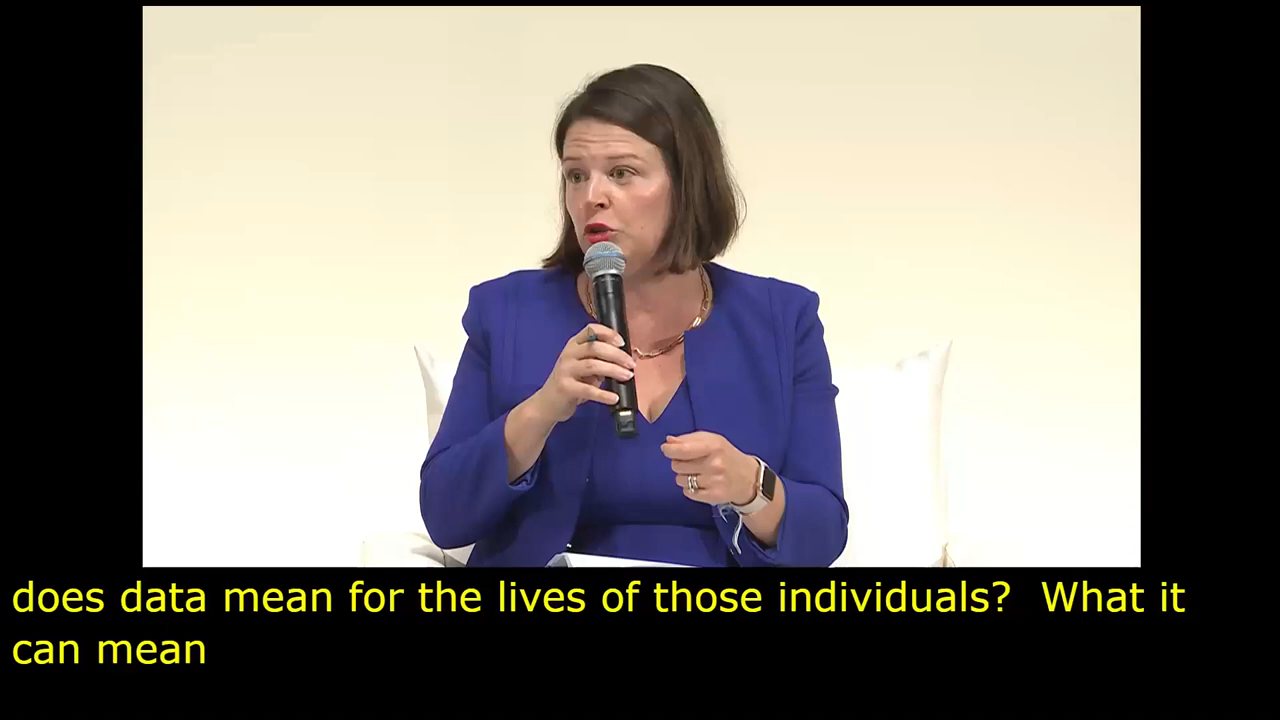 does data mean for the lives of those individuals?  What it
can mean